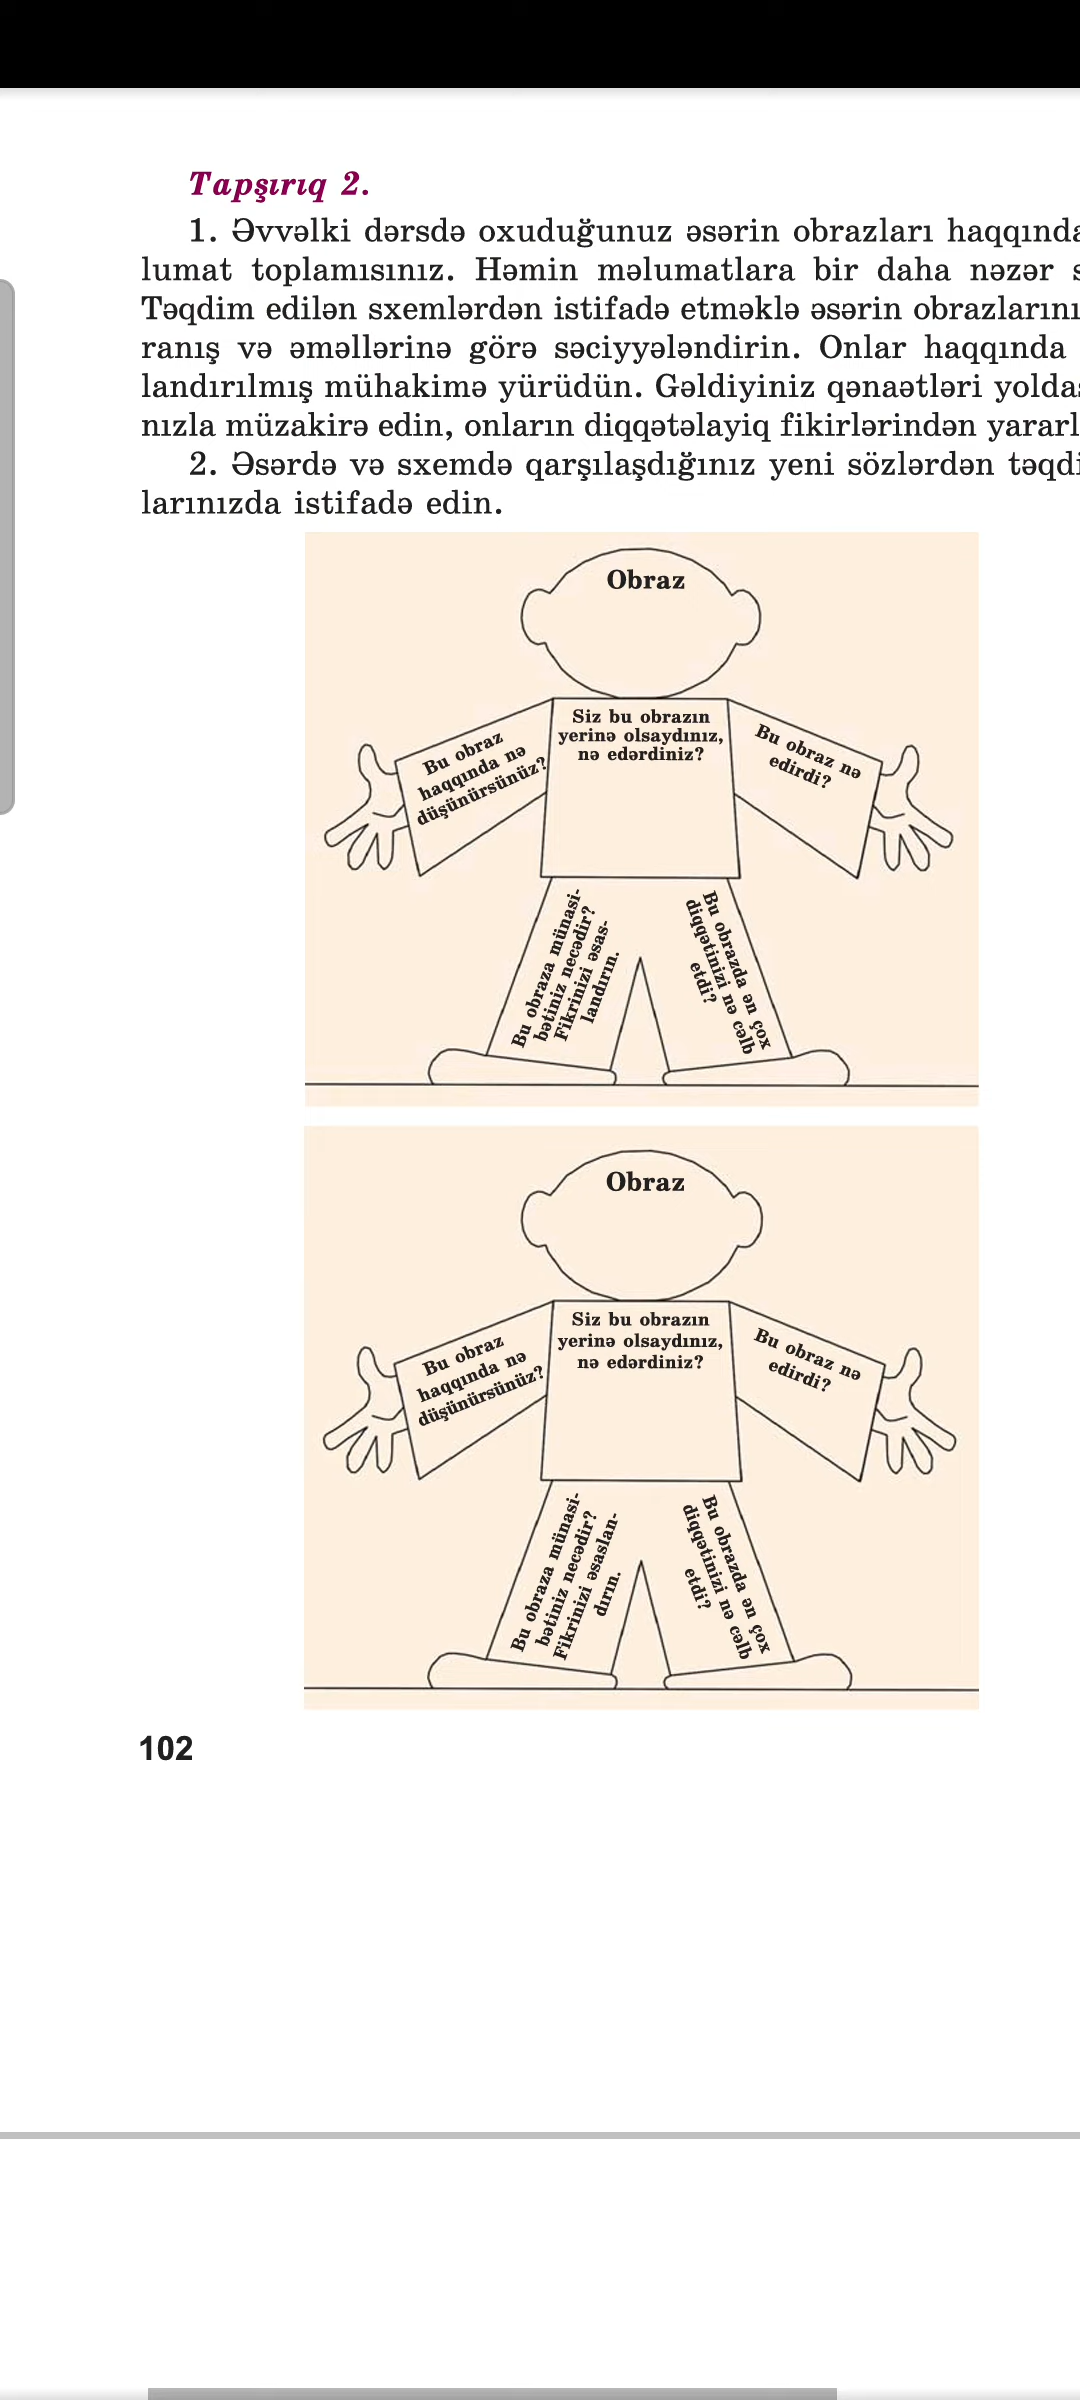 Tapşırıq 2.
1. Əvvəlki dərsdə oxuduğunuz əsərin obrazları haqqında
lumat toplamısınız. Həmin məlumatlara bir daha nəzər s
Təqdim edilən sxemlərdən istifadə etməklə əsərin obrazlarını
ranış və əməllərinə görə səciyyələndirin. Onlar haqqında
landırılmış mühakimə yürüdün. Gəldiyiniz qənaətləri yoldaş
nızla müzakirə edin, onların diqqətəlayiq fikirlərindən yararl
2. Əsərdə və sxemdə qarşılaşdığınız yeni sözlərdən təqdi
larınızda istifadə edin.
Obraz
Bu obraz
haqqında nə
düşünürsünüz?
Siz bu obrazın
yerinə olsaydınız,
nə edərdiniz?
Bu obraz nə
edirdi?
Bu obraza münasi-
bətiniz necədir?
Fikrinizi əsas-
landırın.
Bu obrazda ən çox
diqqətinizi nə cəlb
etdi?
Obraz
Bu obraz
haqqında nə
düşünürsünüz?
Siz bu obrazın
yerinə olsaydınız,
nə edərdiniz?
Bu obraz nə
edirdi?
Bu obraza münasi-
bətiniz necədir?
Fikrinizi əsaslan-
dırın.
Bu obrazda ən çox
diqqətinizi nə cəlb
etdi?
102